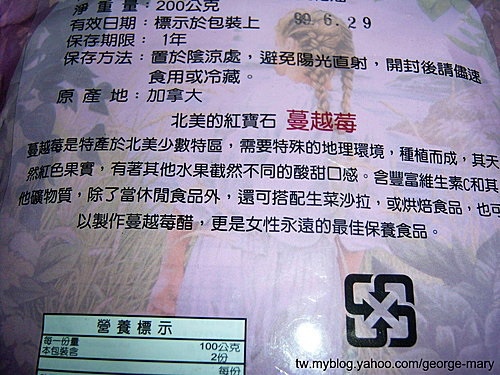 淨重量：200公克
有效日期：標示於包裝上 99.6.29
保存期限：1年
保存方法：置於陰涼處，避免陽光直射，開封後請儘速
食用或冷藏。
原產地：加拿大
北美的紅寶石 蔓越莓
蔓越莓是特產於北美少數特區，需要特殊的地理環境，種植而成，其天
然紅色果實，有著其他水果截然不同的酸甜口感。含豐富維生素C和其
他礦物質，除了當休閒食品外，還可搭配生菜沙拉，或烘焙食品，也可
以製作蔓越莓醋，更是女性永遠的最佳保養食品。
營養標示
每一份量 100公克
本包裝含 2份
每份
tw.myblog.yahoo.com/george-mary